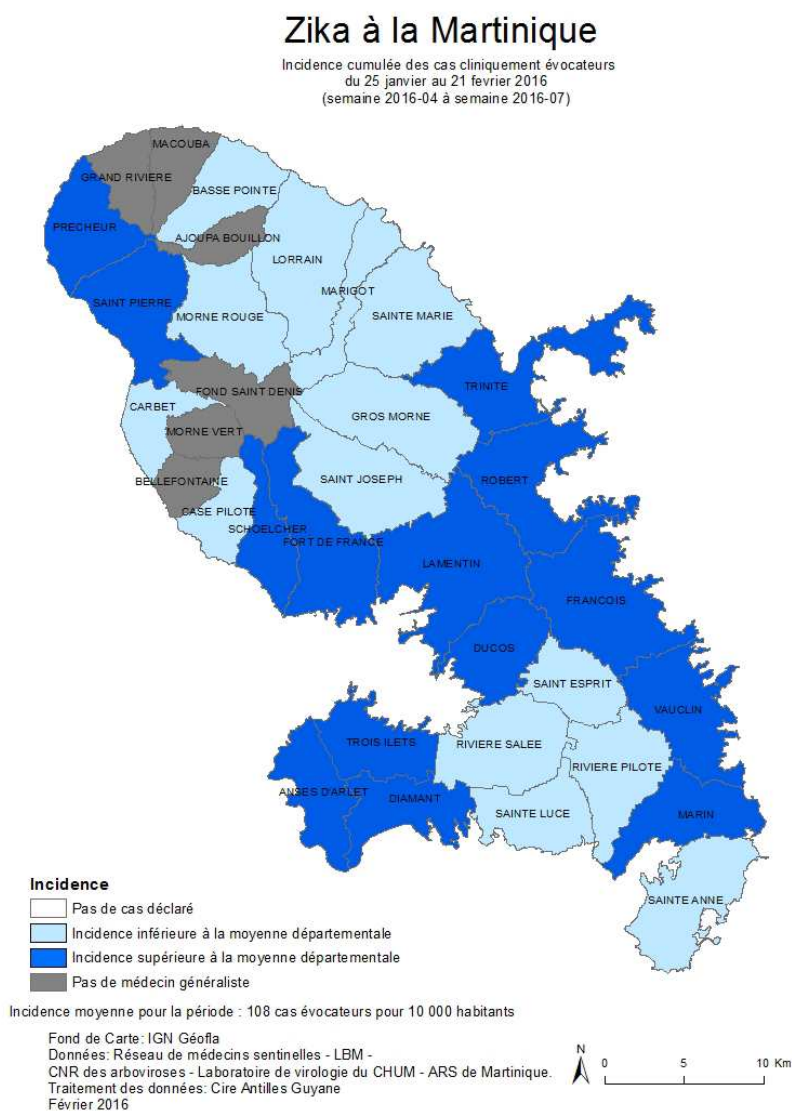 Zika à la Martinique
Incidence cumulée des cas cliniquement évocateurs
du 25 janvier au 21 fevrier 2016
(semaine 2016-04 à semaine 2016-07)
MACOUBA
GRAND RIVIERE
BASSE POINTE
PRECHEUR
AJOUPA BOUILLON
LORRAIN
MARIGOT
SAINT PIERRE
MORNE ROUGE
SAINTE MARIE
TRINITE
FOND SAINT DENIS
CARBET
GROS MORNE
MORNE VERT
SAINT JOSEPH
ROBERT
BELLEFONTAINE
CASE PILOTE
SCHOELCHER
FORT DE FRANCE
LAMENTIN
FRANCOIS
DUCOS
SAINT ESPRIT
VAUCLIN
TROIS ILETS
RIVIERE SALEE
RIVIERE PILOTE
ANSES D'ARLET
DIAMANT
SAINTE LUCE
MARIN
SAINTE ANNE
Incidence
Pas de cas déclaré
Incidence inférieure à la moyenne départementale
Incidence supérieure à la moyenne départementale
Pas de médecin généraliste
Incidence moyenne pour la période : 108 cas évocateurs pour 10 000 habitants
Fond de Carte: IGN Géofla
Données: Réseau de médecins sentinelles - LBM -
CNR des arboviroses - Laboratoire de virologie du CHUM - ARS de Martinique.
Traitement des données: Cire Antilles Guyane
Février 2016
N
0 5 10 Km